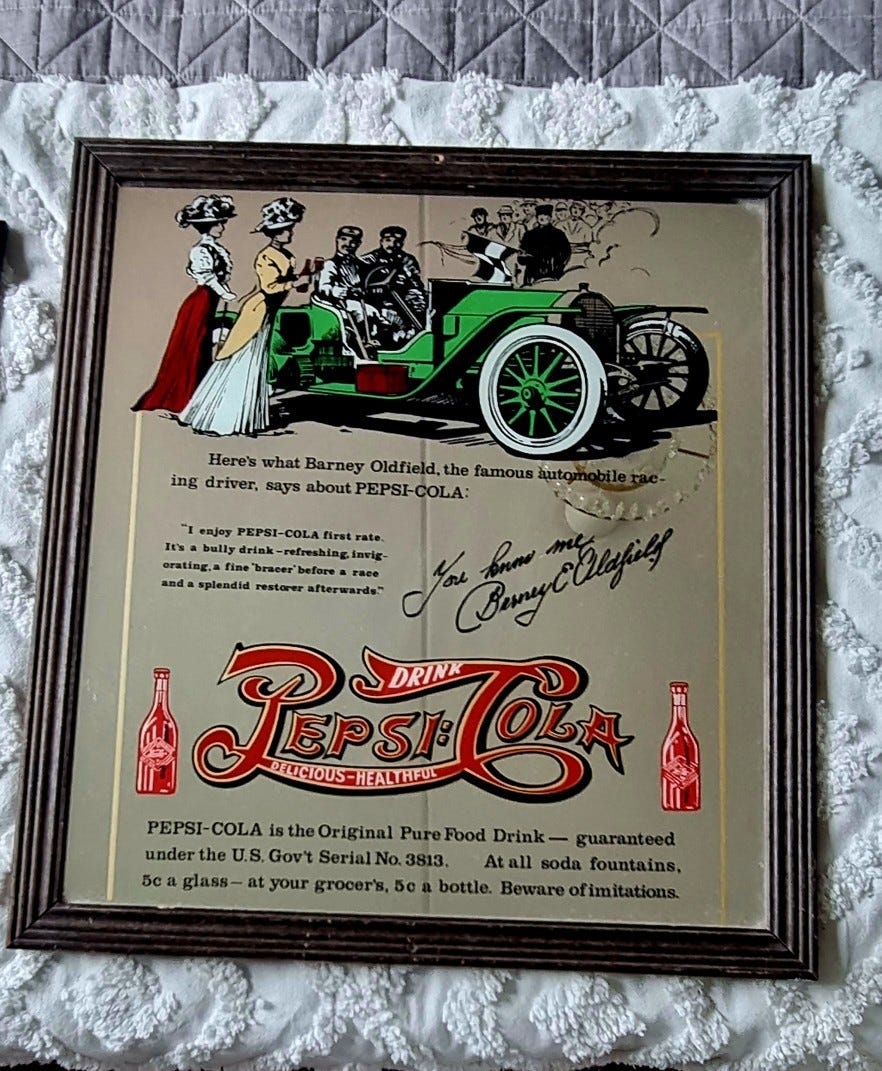 Here's what Barney Oldfield, the famous automobile rac-
ing driver, says about PEPSI-COLA:
"I enjoy PEPSI-COLA first rate.
It's a bully drink-refreshing, invig-
orating, a fine 'bracer' before a race
and a splendid restorer afterwards."
You know me
Berney E Oldfield
DRINK
PEPSI:COLA
DELICIOUS-HEALTHFUL
PEPSI-COLA is the Original Pure Food Drink — guaranteed
under the U.S. Gov't Serial No. 3813. At all soda fountains,
5c a glass — at your grocer's, 5c a bottle. Beware of imitations.